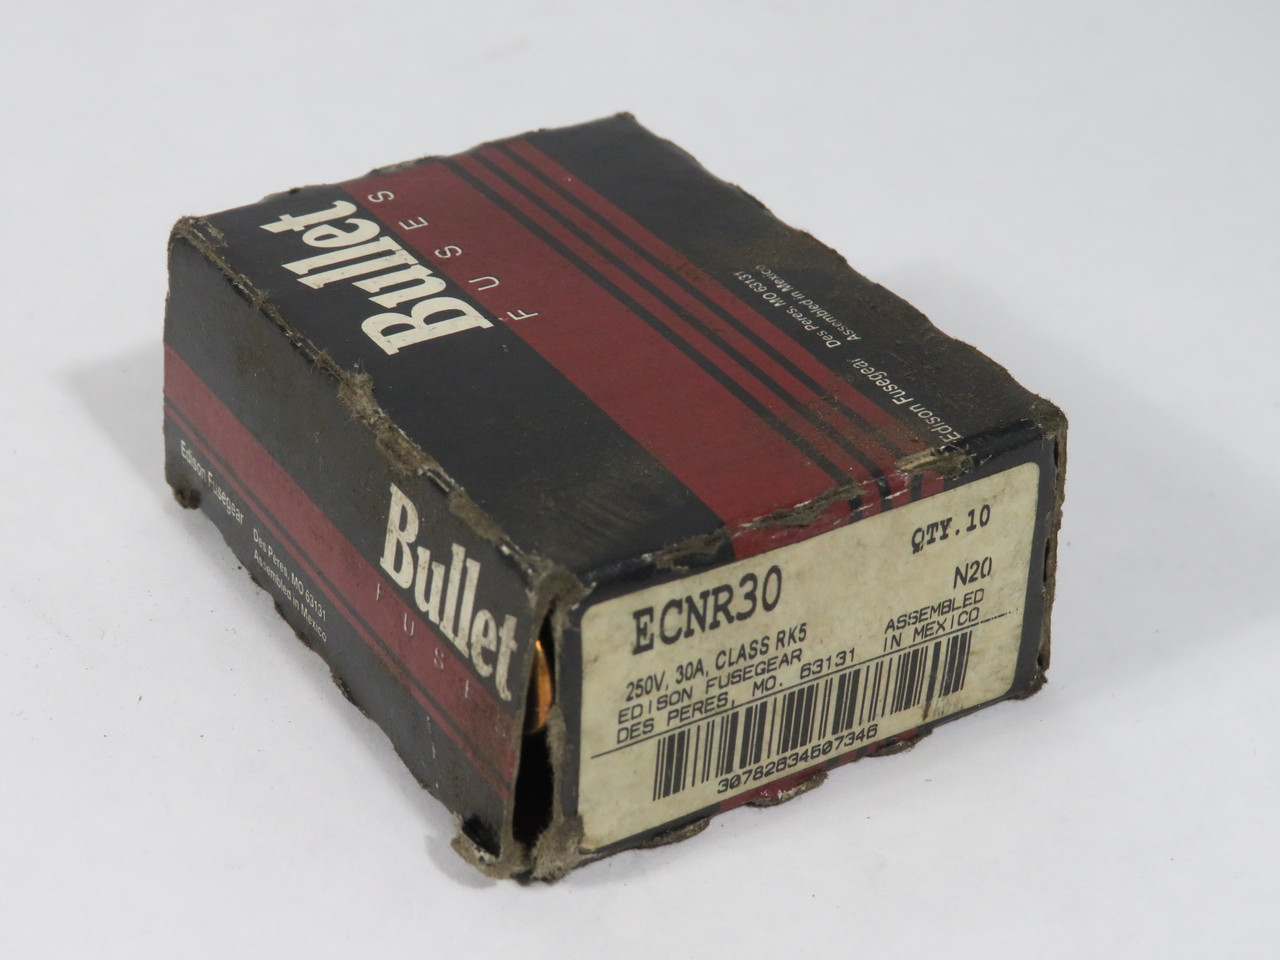 Bullet
FUSES
Edison Fusegear Des Peres, MO 63131
Assembled in Mexico
Bullet
FUSE
Edison Fusegear Des Peres, MO 63131
Assembled in Mexico
ECNR30 QTY.10
250V, 30A, CLASS RK5 N20
EDISON FUSEGEAR ASSEMBLED
DES PERES, MO. 63131 IN MEXICO
30782634507346